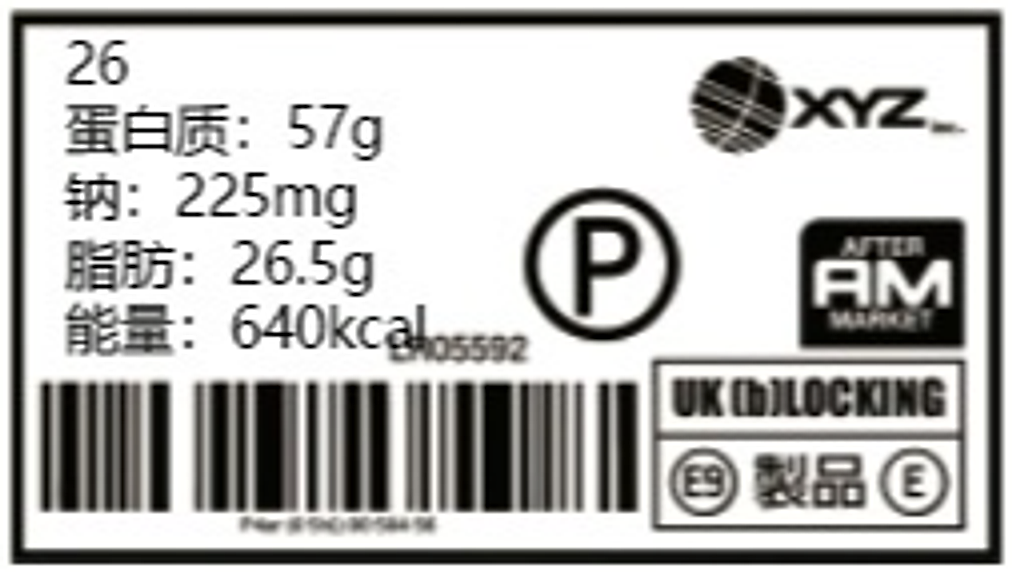 26
蛋白质：57g
钠：225mg
脂肪：26.5g
能量：640kcal
XYZ
P
AFTER
AM
MARKET
UK (b)LOCKING
E9 製品 E